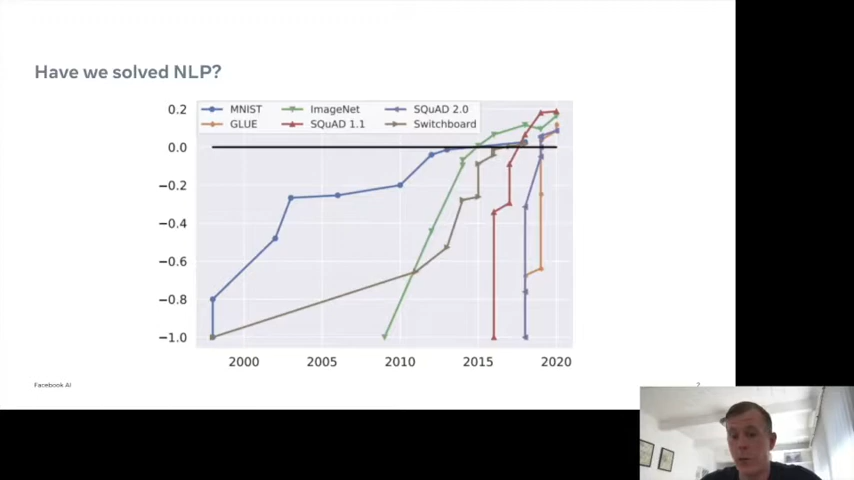 Have we solved NLP?
MNIST ImageNet SQuAD 2.0
GLUE SQuAD 1.1 Switchboard
0.2
0.0
−0.2
−0.4
−0.6
−0.8
−1.0
2000 2005 2010 2015 2020
Facebook AI
2